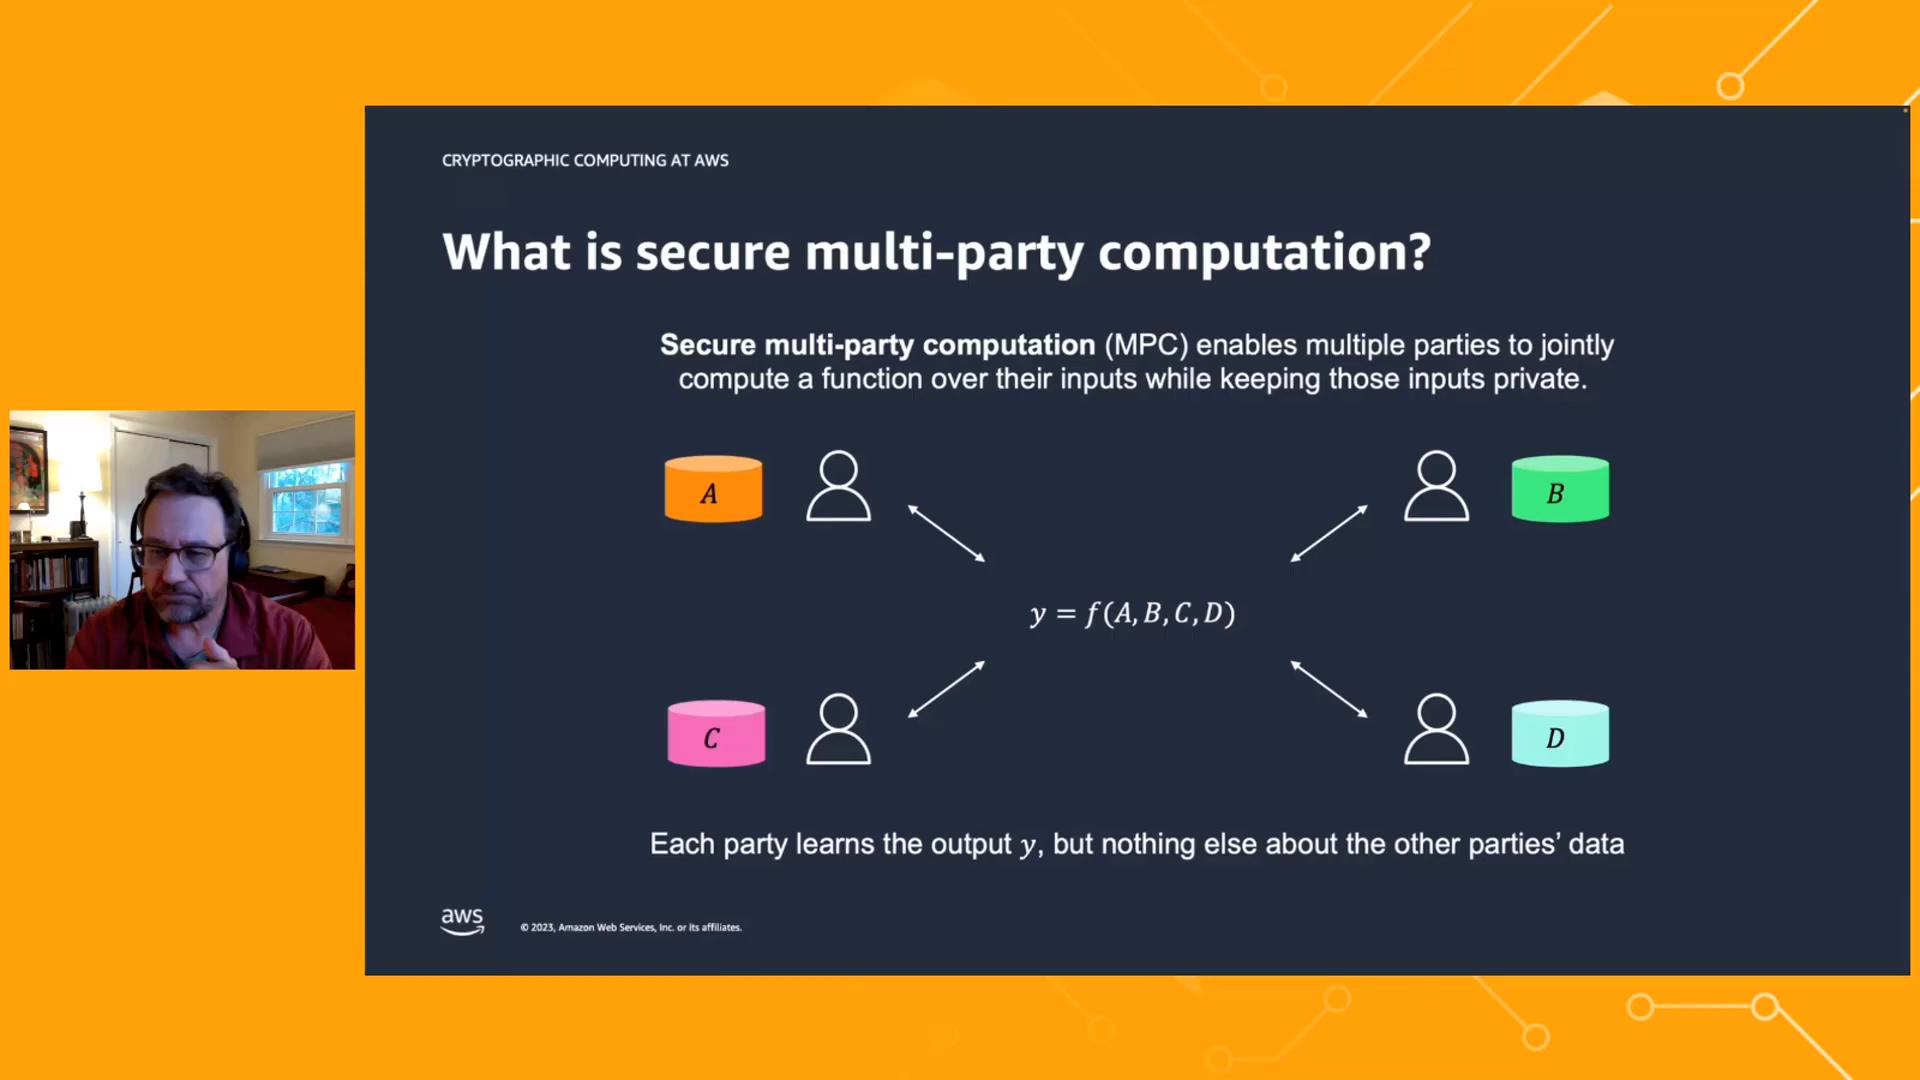 CRYPTOGRAPHIC COMPUTING AT AWS
What is secure multi-party computation?
Secure multi-party computation (MPC) enables multiple parties to jointly
compute a function over their inputs while keeping those inputs private.
A
B
y = f(A, B, C, D)
C
D
Each party learns the output y, but nothing else about the other parties’ data
aws
© 2023, Amazon Web Services, Inc. or its affiliates.